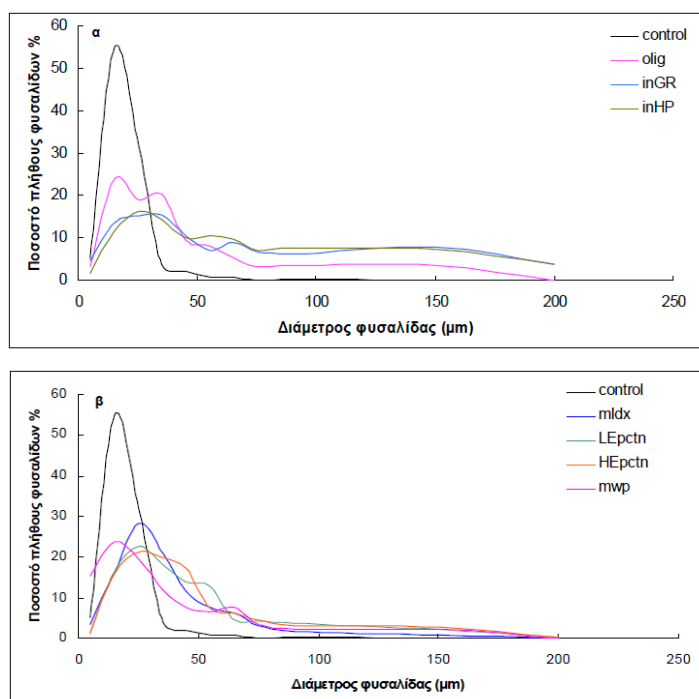 α
Ποσοστό πλήθους φυσαλίδων %
60
50
40
30
20
10
0
0 50 100 150 200
Διάμετρος φυσαλίδας (μm)
control
olig
inGR
inHP
β
Ποσοστό πλήθους φυσαλίδων %
60
50
40
30
20
10
0
0 50 100 150 200
Διάμετρος φυσαλίδας (μm)
control
mldx
LEpctn
HEpctn
mwp